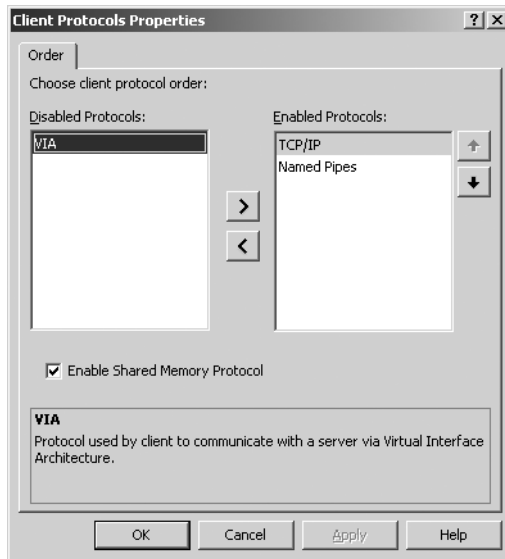 Client Protocols Properties
Order
Choose client protocol order:
Disabled Protocols:
Enabled Protocols:
VIA
TCP/IP
Named Pipes
Enable Shared Memory Protocol
VIA
Protocol used by client to communicate with a server via Virtual Interface
Architecture.
OK
Cancel
Apply
Help